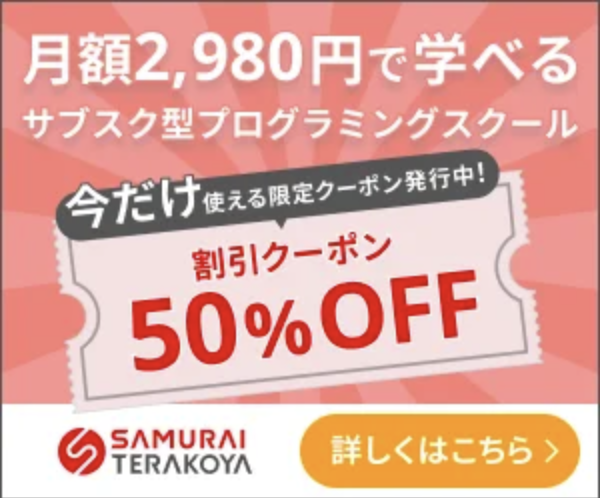 月額2,980円で学べる
サブスク型プログラミングスクール
今だけ使える限定クーポン発行中!
割引クーポン
50%OFF
SAMURAI
TERAKOYA
詳しくはこちら >